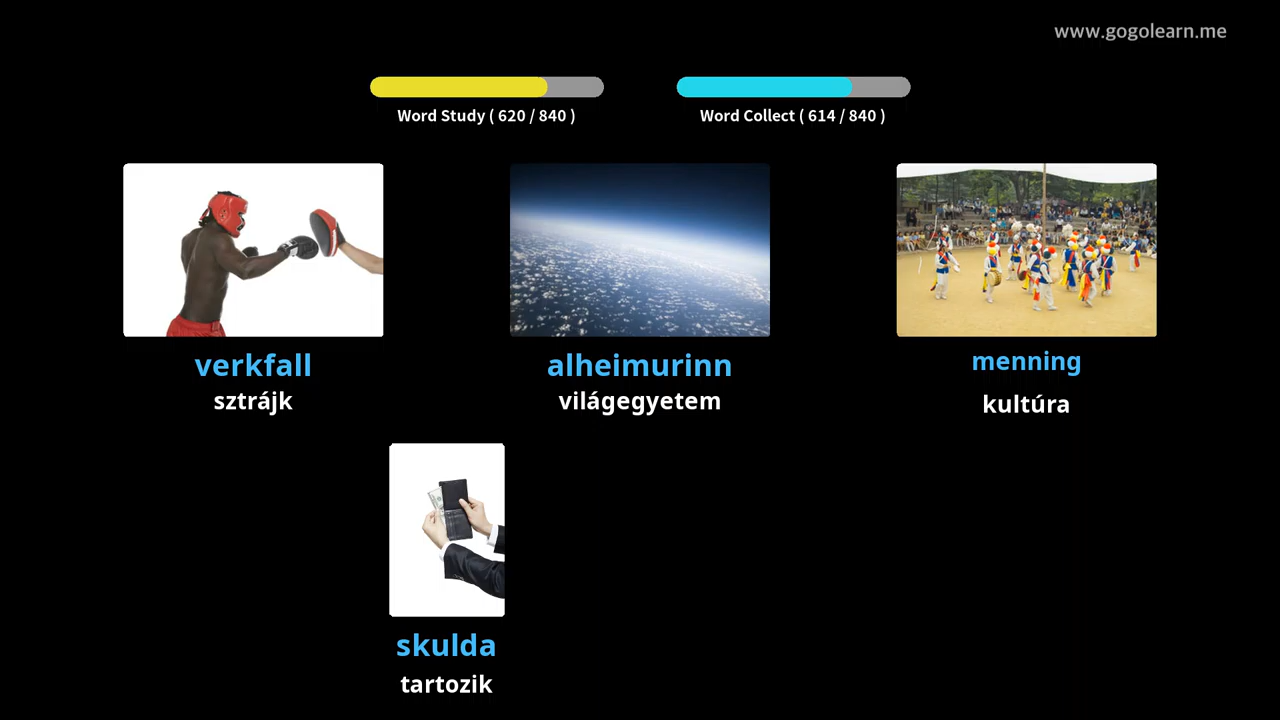 www.gogolearn.me
Word Study ( 620 / 840 )
Word Collect ( 614 / 840 )
verkfall
sztrájk
alheimurinn
világegyetem
menning
kultúra
skulda
tartozik